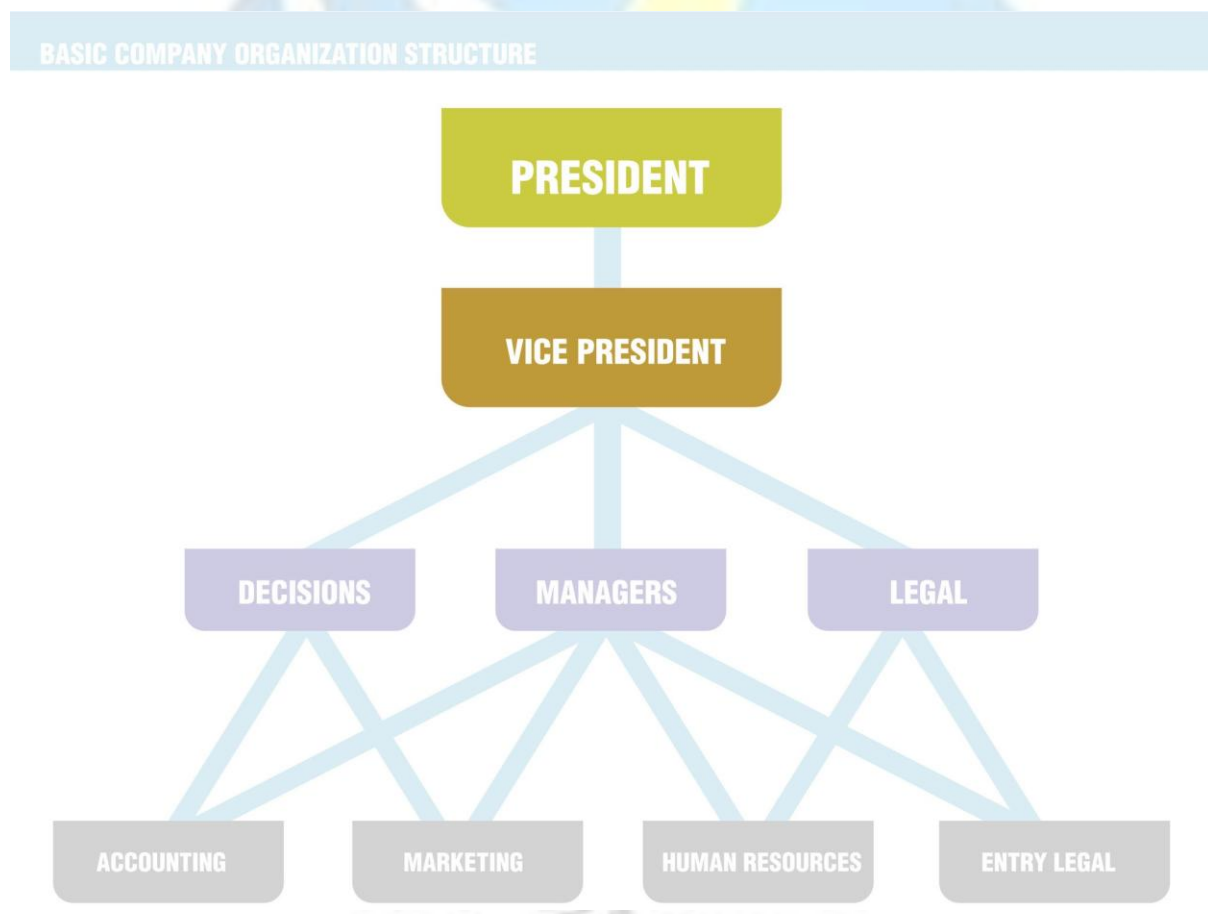 BASIC COMPANY ORGANIZATION STRUCTURE
PRESIDENT
VICE PRESIDENT
DECISIONS
MANAGERS
LEGAL
ACCOUNTING
MARKETING
HUMAN RESOURCES
ENTRY LEGAL